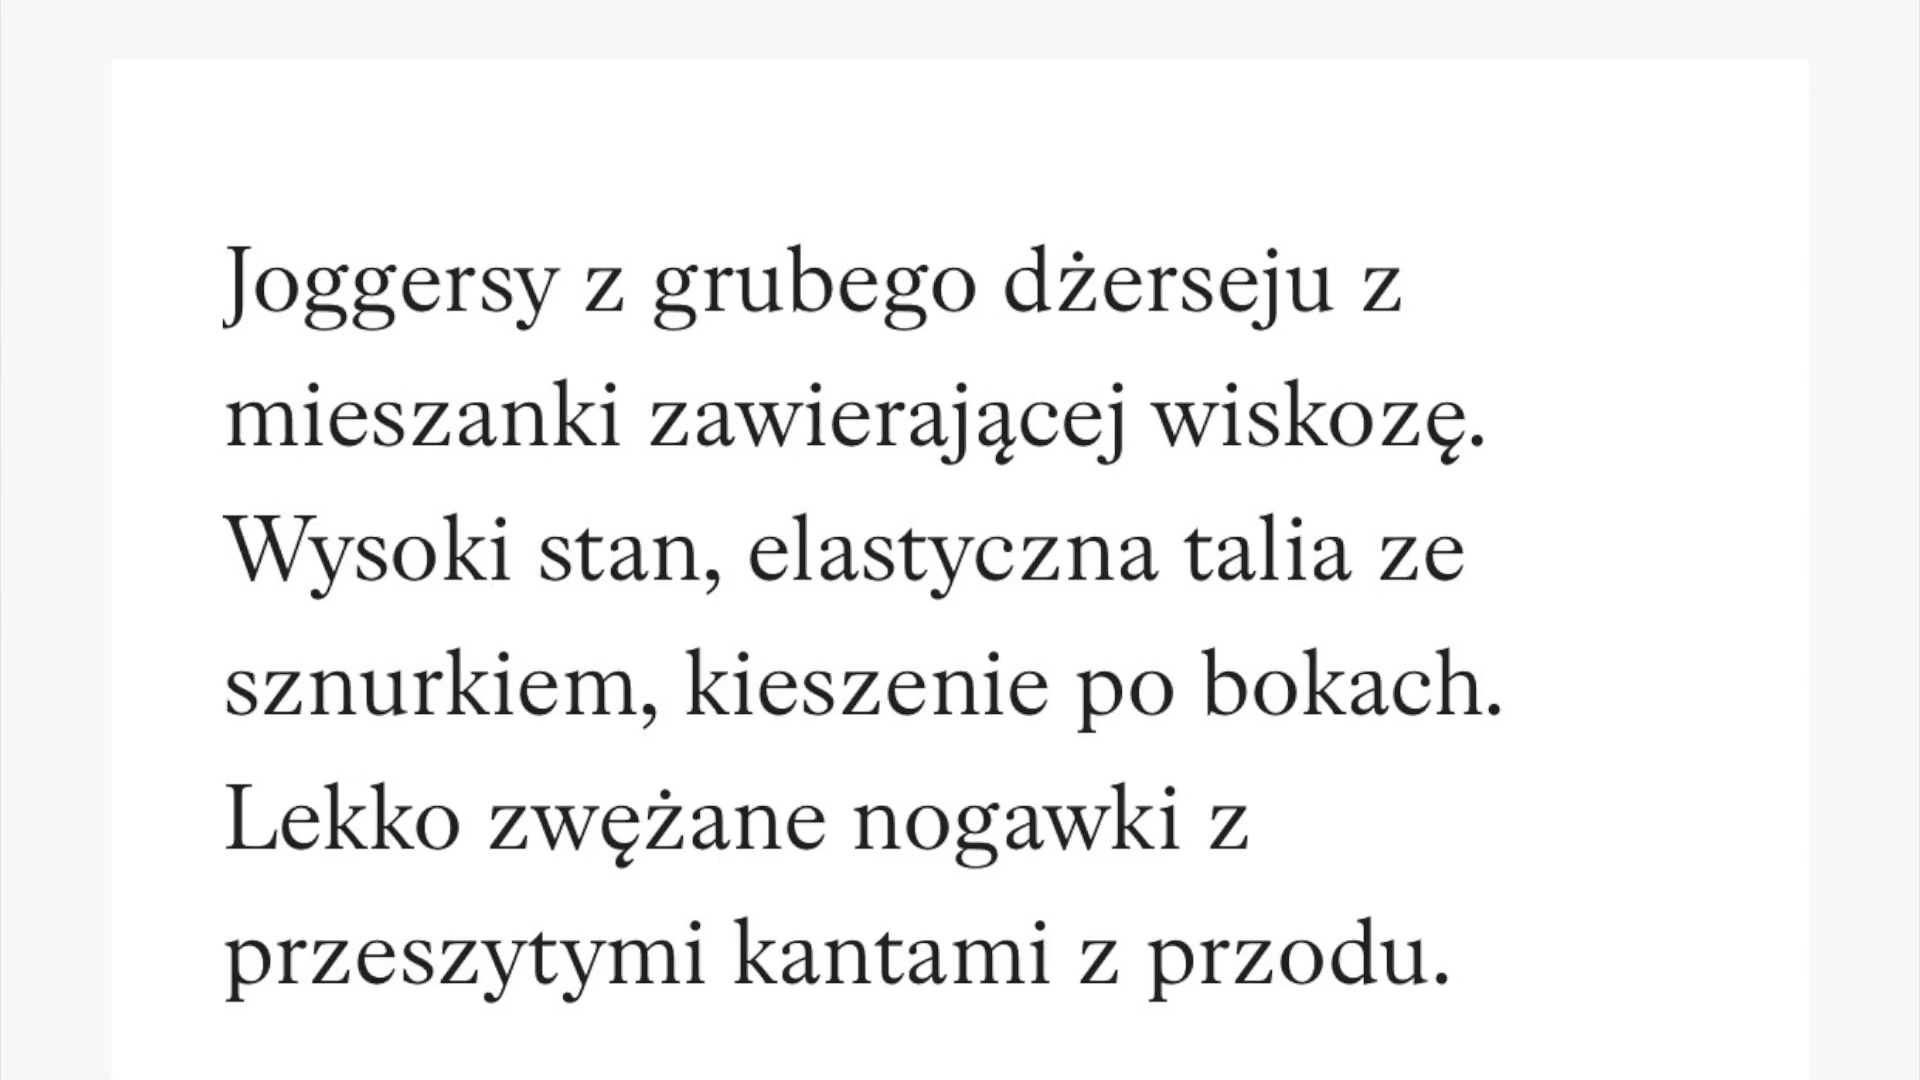 Joggersy z grubego dżerseju z
mieszanki zawierającej wiskozę.
Wysoki stan, elastyczna talia ze
sznurkiem, kieszenie po bokach.
Lekko zwężane nogawki z
przeszytymi kantami z przodu.